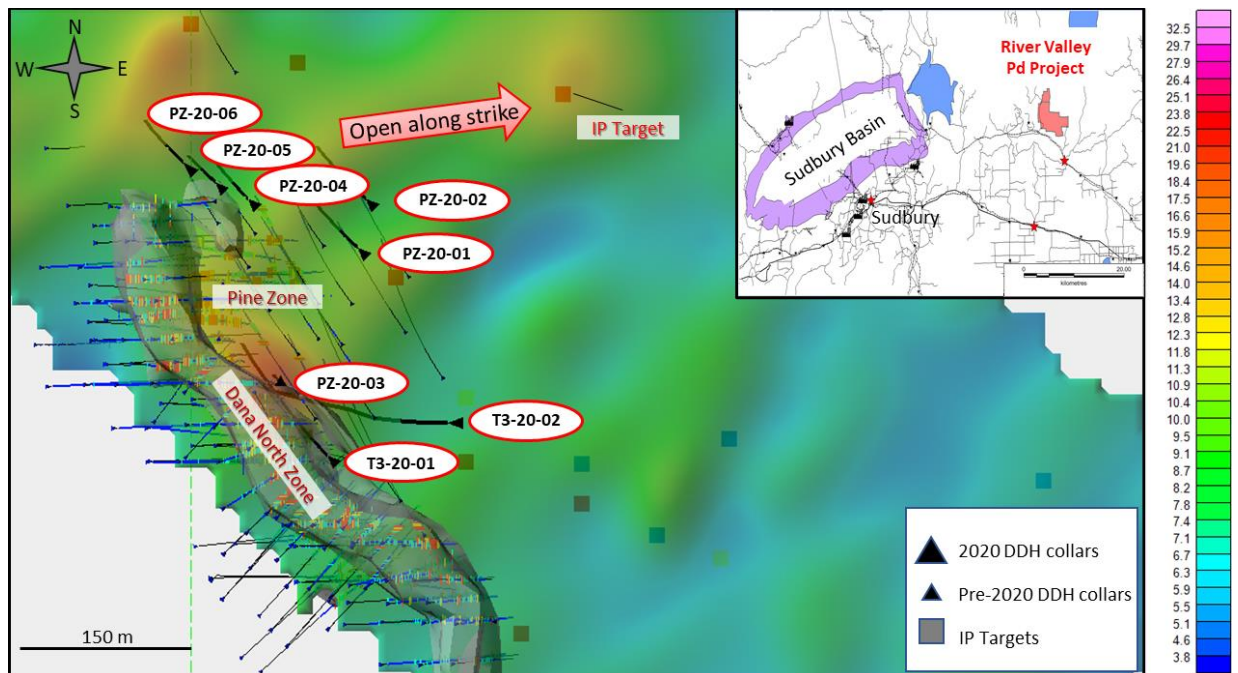 N
W
E
S
PZ-20-06
PZ-20-05
PZ-20-04
Open along strike
IP Target
PZ-20-02
PZ-20-01
Pine Zone
PZ-20-03
Dana North Zone
T3-20-02
T3-20-01
150 m
River Valley
Pd Project
Sudbury Basin
Sudbury
0
20.00
kilometres
2020 DDH collars
Pre-2020 DDH collars
IP Targets
32.5
29.7
27.9
26.4
25.1
23.8
22.5
21.0
19.6
18.4
17.5
16.6
15.9
15.2
14.6
14.0
13.4
12.8
12.3
11.8
11.3
10.9
10.4
10.0
9.5
9.1
8.7
8.2
7.8
7.4
7.1
6.7
6.3
5.9
5.5
5.1
4.6
3.8